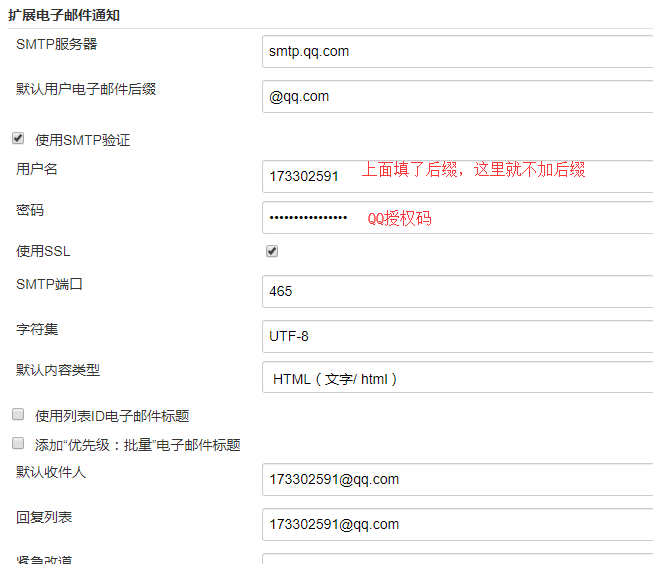 扩展电子邮件通知
SMTP服务器
smtp.qq.com
默认用户电子邮件后缀
@qq.com
使用SMTP验证
用户名
173302591 上面填了后缀，这里就不加后缀
密码
•••••••••••••••• QQ授权码
使用SSL
SMTP端口
465
字符集
UTF-8
默认内容类型
HTML（文字/ html）
使用列表ID电子邮件标题
添加“优先级：批量”电子邮件标题
默认收件人
173302591@qq.com
回复列表
173302591@qq.com
紧急改道